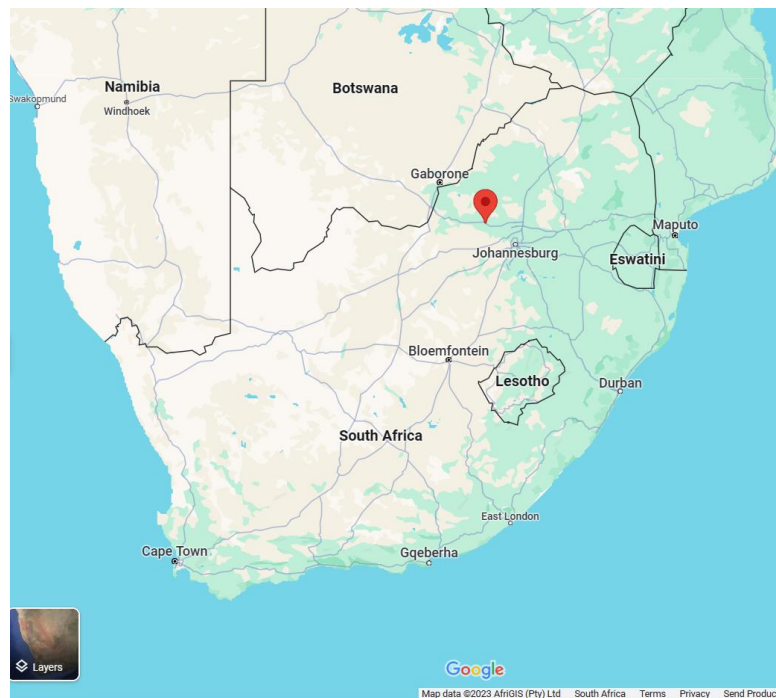 Namibia
Swakopmund
Windhoek
Botswana
Gaborone
Maputo
Johannesburg
Eswatini
Bloemfontein
Lesotho
Durban
South Africa
East London
Cape Town
Gqeberha
Layers
Google
Map data ©2023 AfriGIS (Pty) Ltd South Africa Terms Privacy Send Produc